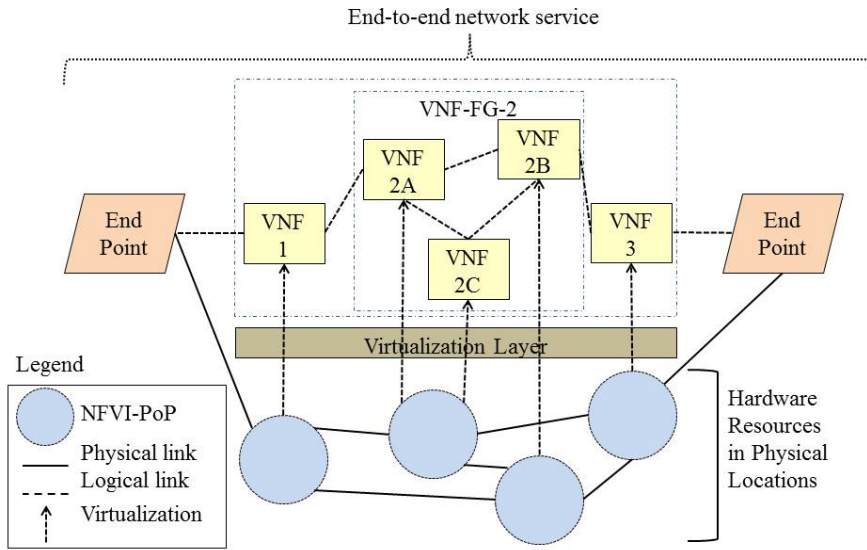 End-to-end network service
VNF-FG-2
VNF
2A
VNF
2B
End
Point
VNF
1
VNF
2C
VNF
3
End
Point
Virtualization Layer
Legend
NFVI-PoP
Physical link
Logical link
Virtualization
Hardware
Resources
in Physical
Locations